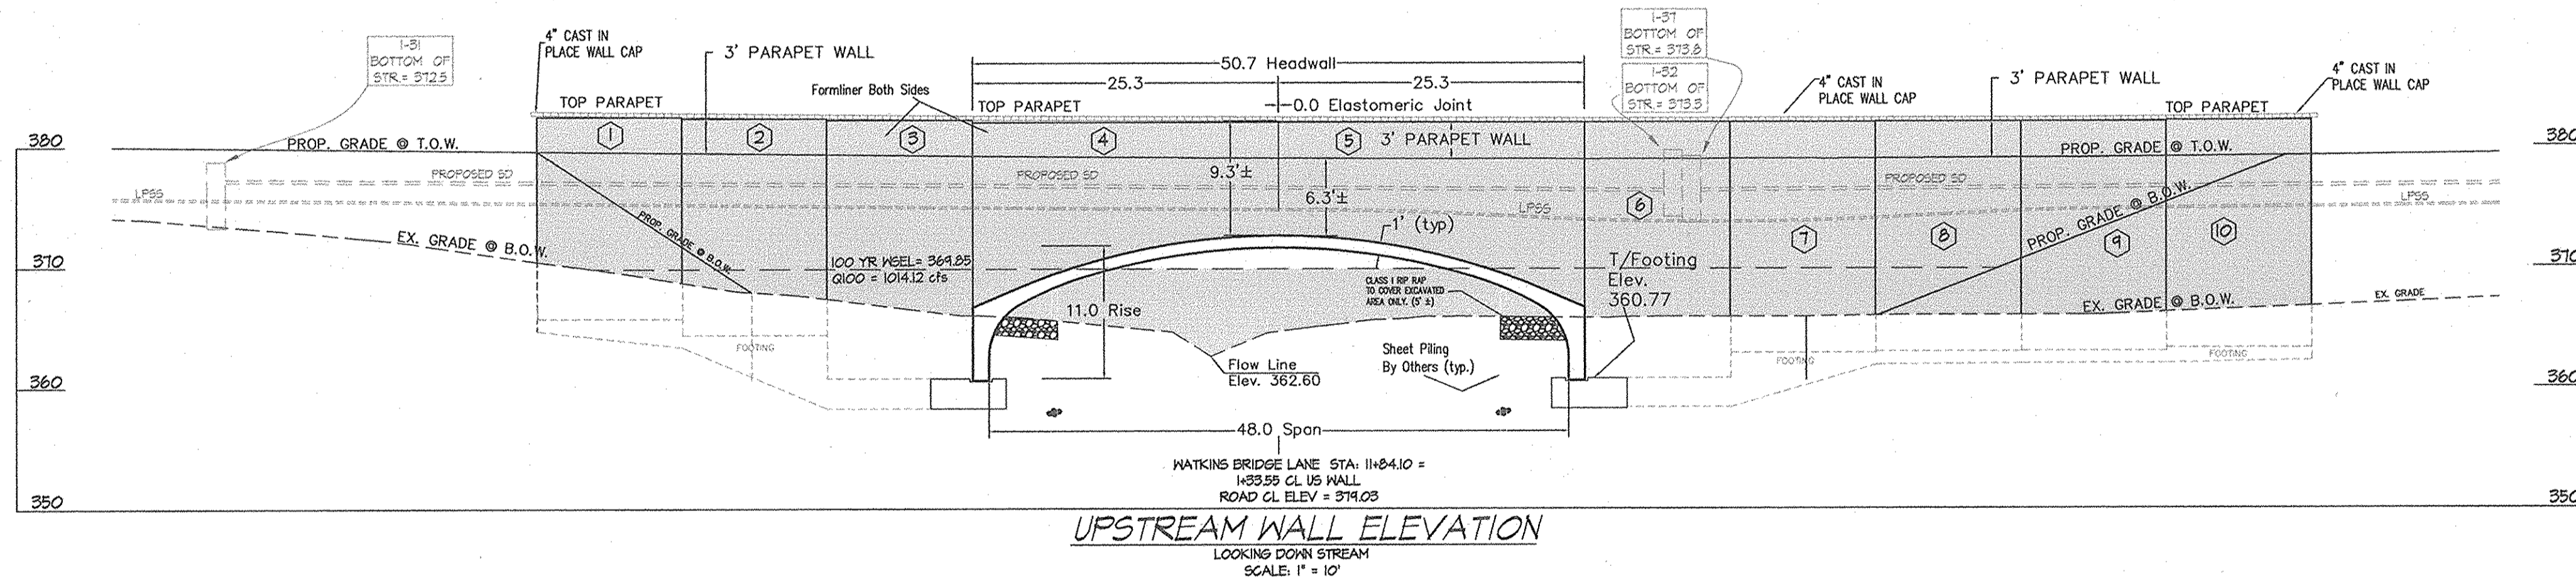 1-31
BOTTOM OF
STR.= 372.5
4" CAST IN
PLACE WALL CAP
3' PARAPET WALL
Formliner Both Sides
TOP PARAPET
50.7 Headwall
25.3
25.3
0.0 Elastomeric Joint
TOP PARAPET
1-37
BOTTOM OF
STR.= 373.8
1-32
BOTTOM OF
STR.= 373.3
4" CAST IN
PLACE WALL CAP
3' PARAPET WALL
4" CAST IN
PLACE WALL CAP
TOP PARAPET
380
PROP. GRADE @ T.O.W.
1
2
3
4
5
3' PARAPET WALL
PROP. GRADE @ T.O.W.
380
LPSS
PROPOSED SD
PROPOSED SD
9.3'±
6.3'±
LPSS
6
PROPOSED SD
LPSS
EX. GRADE @ B.O.W.
PROP. GRADE @ B.O.W.
1' (typ)
7
8
PROP. GRADE @ B.O.W.
9
10
370
100 YR WSEL= 369.85
Q100 = 1014.12 cfs
11.0 Rise
CLASS I RIP RAP
TO COVER EXCAVATED
AREA ONLY. (5' ±)
T/Footing
Elev.
360.77
370
EX. GRADE @ B.O.W.
EX. GRADE
FOOTING
Flow Line
Elev. 362.60
Sheet Piling
By Others (typ.)
FOOTING
FOOTING
360
360
48.0 Span
WATKINS BRIDGE LANE STA: 11+84.10 =
1+33.55 CL US WALL
ROAD CL ELEV = 379.03
350
350
UPSTREAM WALL ELEVATION
LOOKING DOWN STREAM
SCALE: 1" = 10'